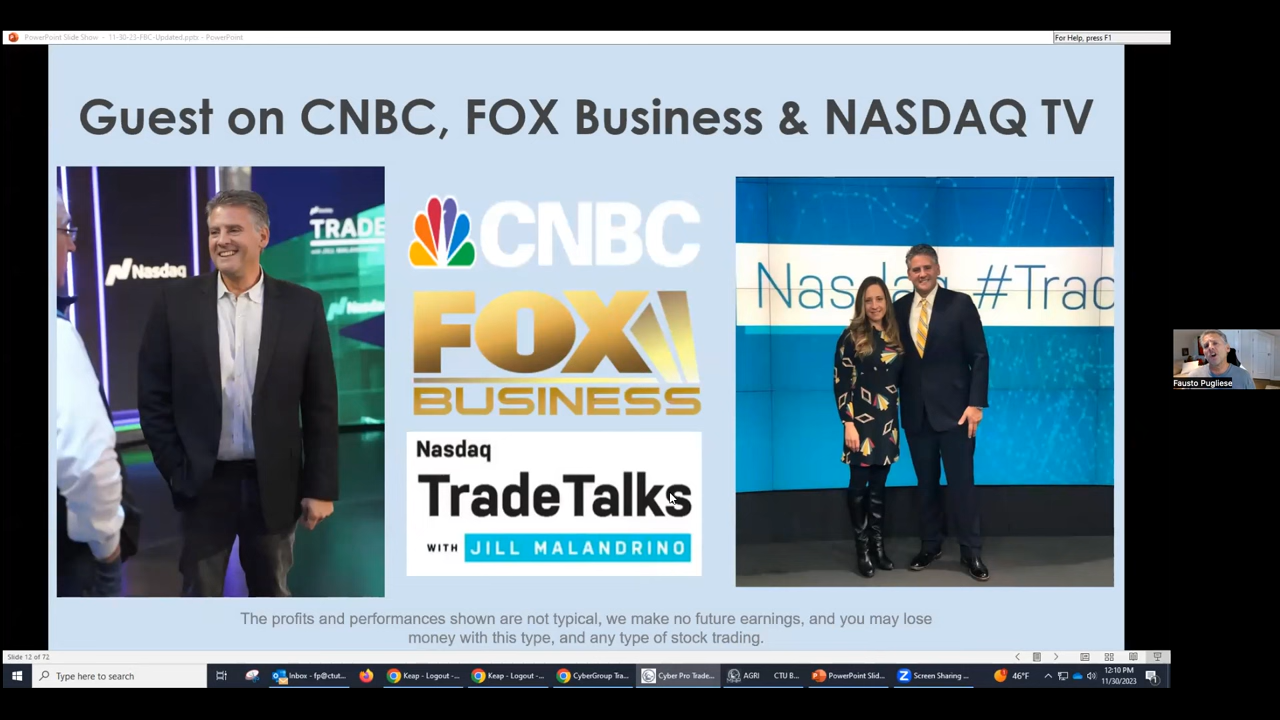 PowerPoint Slide Show - 11-30-23-FBC-Updated.pptx - PowerPoint
For Help, press F1
Guest on CNBC, FOX Business & NASDAQ TV
Nasdaq
TRADE
CNBC
FOX
BUSINESS
Nasdaq
TradeTalks
WITH JILL MALANDRINO
Nasdaq #Trad
Fausto Pugliese
The profits and performances shown are not typical, we make no future earnings, and you may lose
money with this type, and any type of stock trading.
Slide 12 of 72
Type here to search
Inbox - fp@ctut...
Keap - Logout - ...
Keap - Logout - ...
CyberGroup Tra...
Cyber Pro Trade...
AGRI
CTU B...
PowerPoint Slid...
Screen Sharing ...
46°F
12:10 PM
11/30/2023